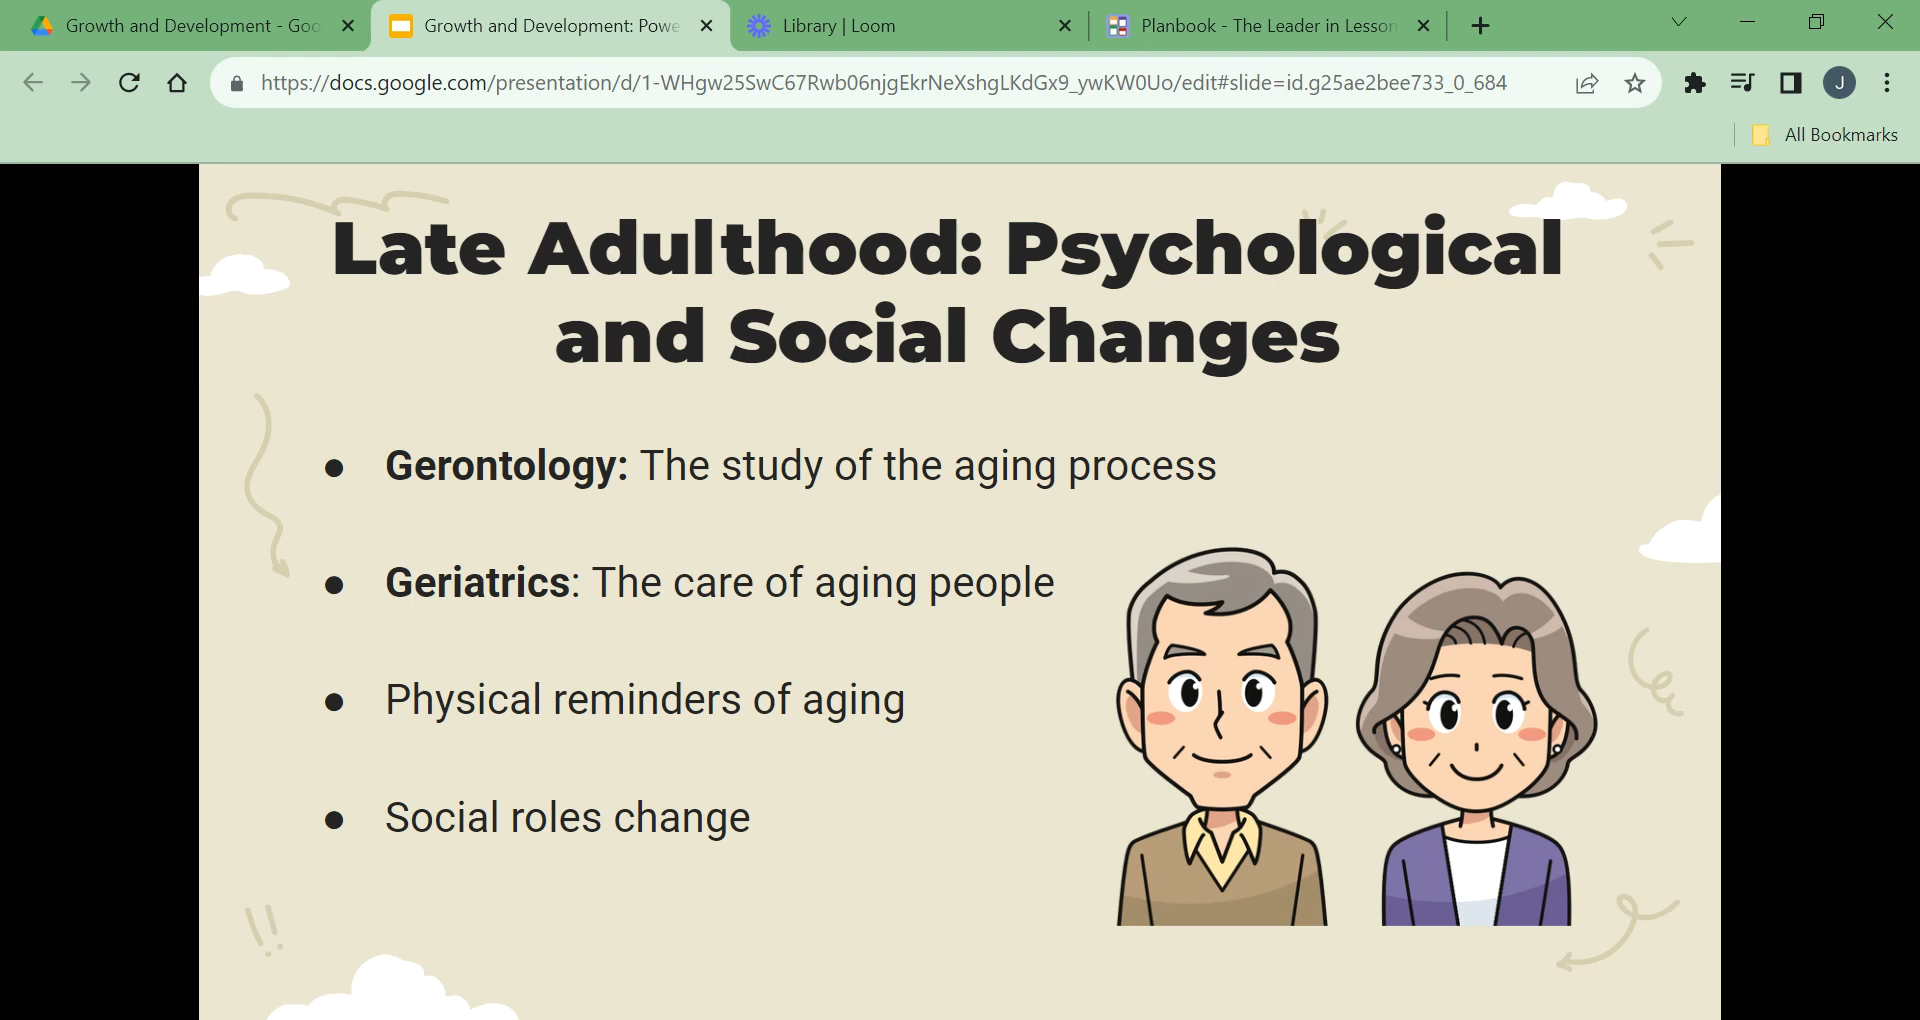 Growth and Development - Goo
Growth and Development: Powe
Library | Loom
Planbook - The Leader in Lesson
https://docs.google.com/presentation/d/1-WHgw25SwC67Rwb06njgEkrNeXshgLKdGx9_ywKW0Uo/edit#slide=id.g25ae2bee733_0_684
J
All Bookmarks
Late Adulthood: Psychological
and Social Changes
● Gerontology: The study of the aging process
● Geriatrics: The care of aging people
● Physical reminders of aging
● Social roles change
!!